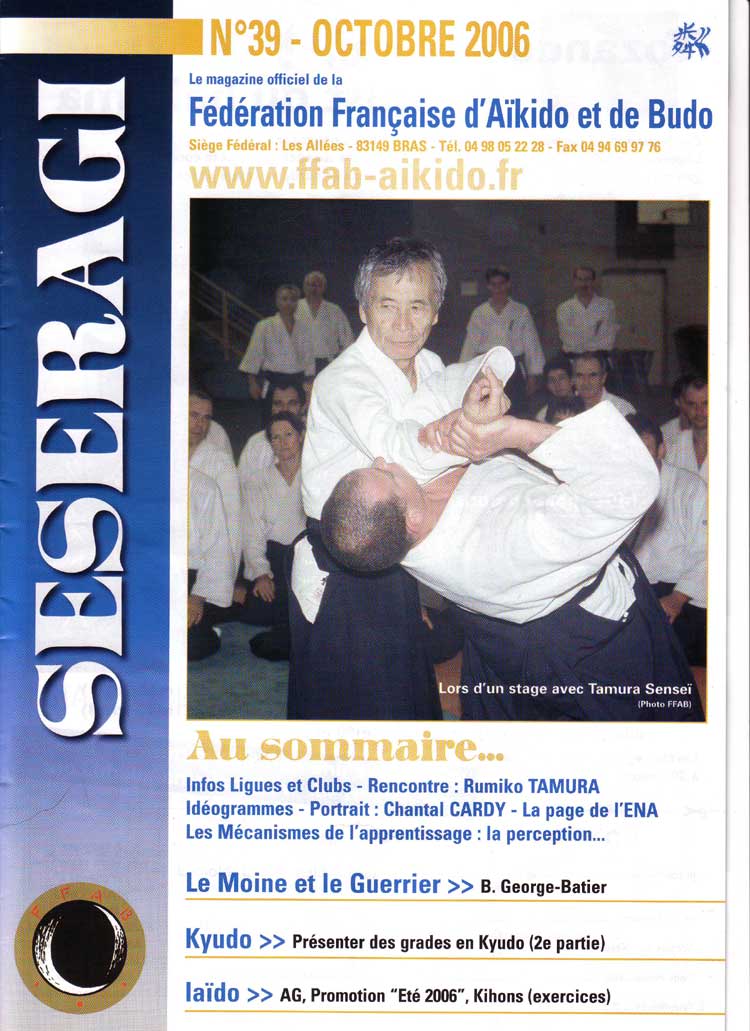 N°39 - OCTOBRE 2006
Le magazine officiel de la
Fédération Française d'Aïkido et de Budo
Siège Fédéral : Les Allées - 83149 BRAS - Tél. 04 98 05 22 28 - Fax 04 94 69 97 76
www.ffab-aikido.fr
SESERAGI
Lors d'un stage avec Tamura Senseï
(Photo FFAB)
Au sommaire...
Infos Ligues et Clubs - Rencontre : Rumiko TAMURA
Idéogrammes - Portrait : Chantal CARDY - La page de l'ENA
Les Mécanismes de l'apprentissage : la perception...
Le Moine et le Guerrier >> B. George-Batier
Kyudo >> Présenter des grades en Kyudo (2e partie)
Iaïdo >> AG, Promotion "Eté 2006", Kihons (exercices)
FFAB